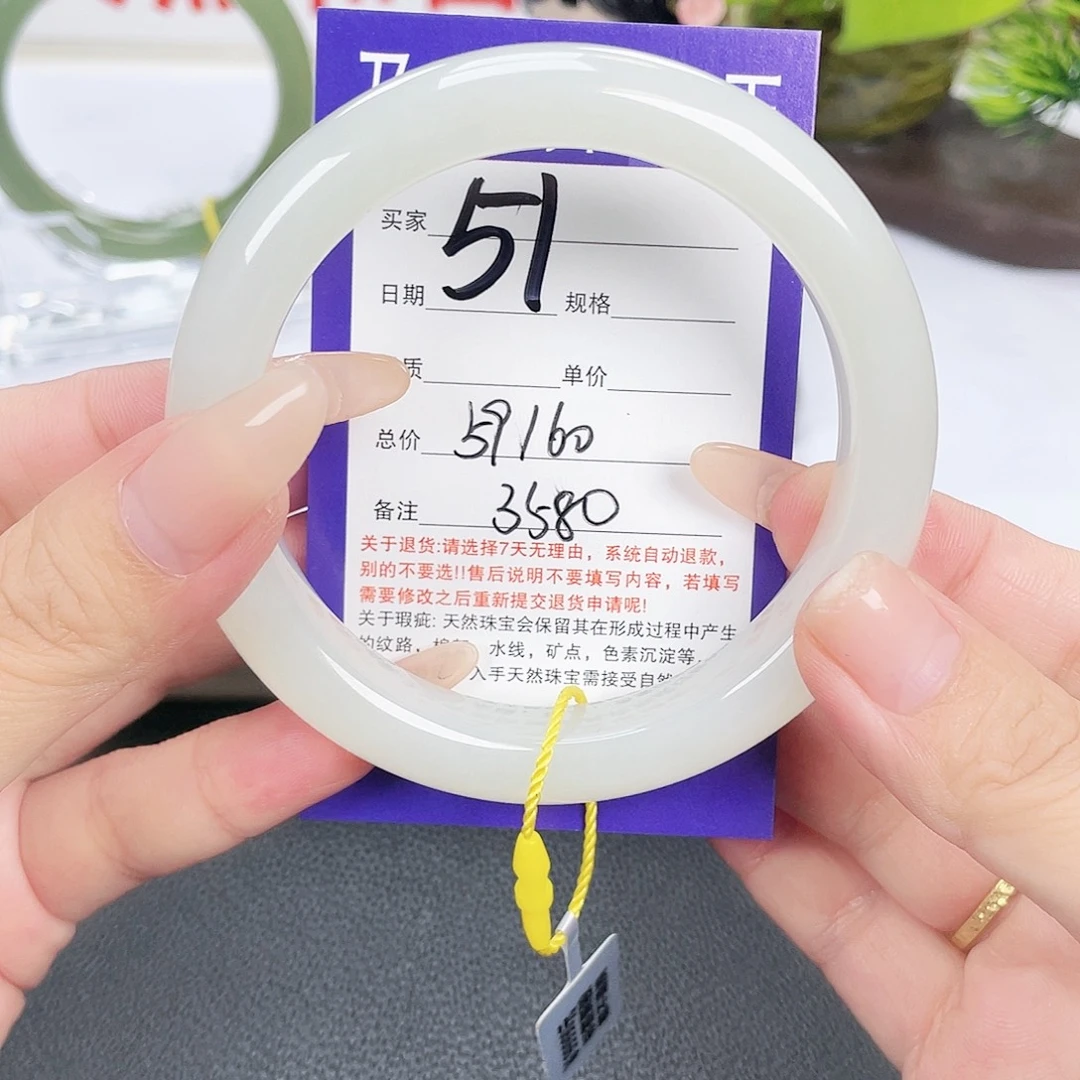 买家 51
日期 规格
质 单价
总价 59160
备注 3580
关于退货:请选择7天无理由，系统自动退款，
别的不要选!!售后说明不要填写内容，若填写
需要修改之后重新提交退货申请呢!
关于瑕疵: 天然珠宝会保留其在形成过程中产生
的纹路， 水线，矿点，色素沉淀等
入手天然珠宝需接受自然